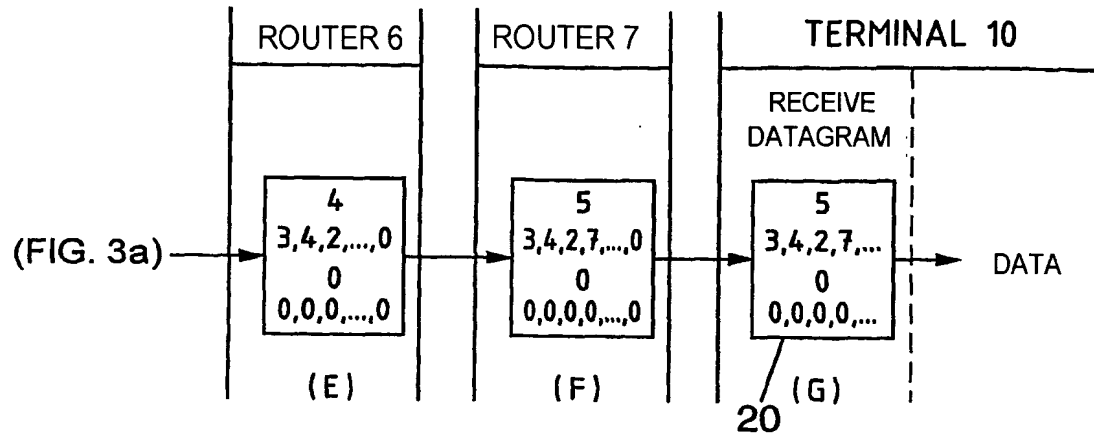 ROUTER 6
ROUTER 7
TERMINAL 10
RECEIVE
DATAGRAM
(FIG. 3a)
4
3,4,2,...,0
0
0,0,0,...,0
5
3,4,2,7,...,0
0
0,0,0,0,...,0
5
3,4,2,7,...
0
0,0,0,0,...
DATA
(E)
(F)
(G)
20